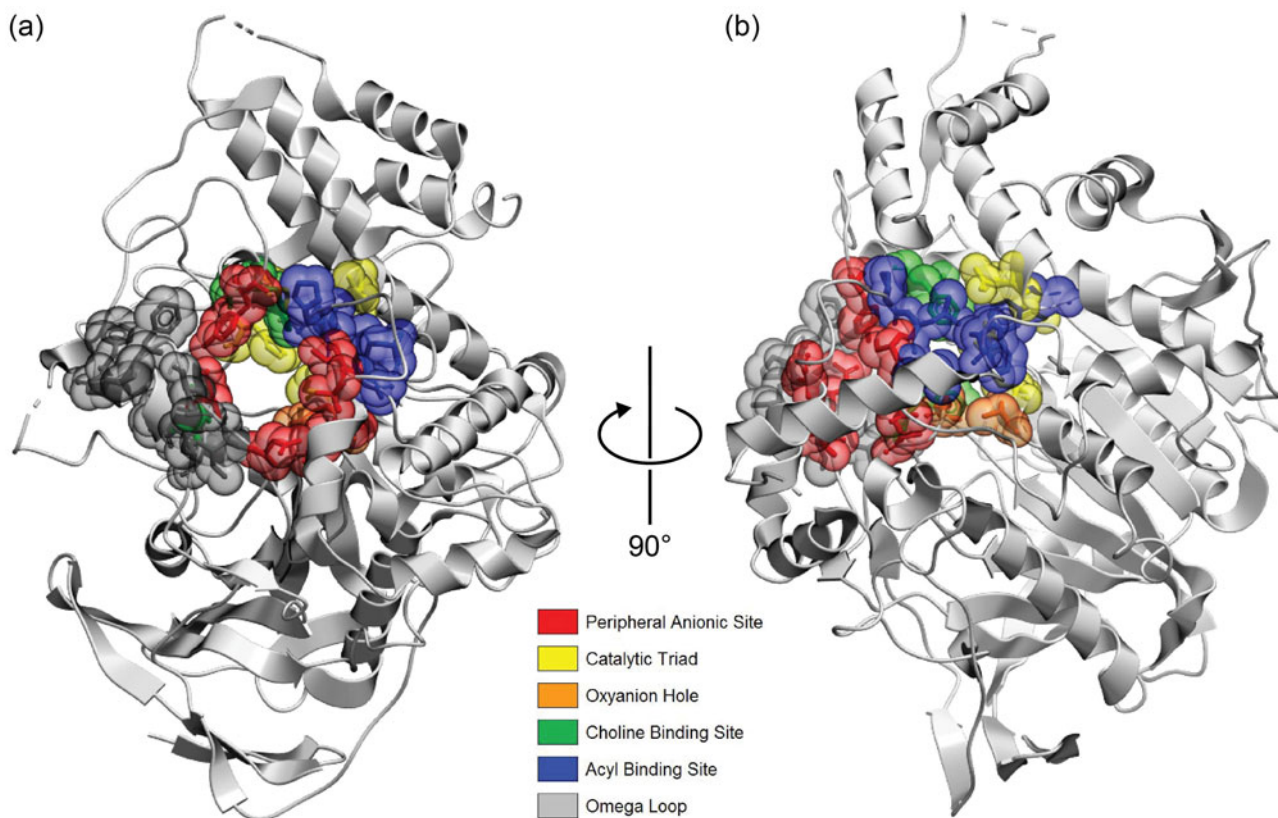 (a)
(b)
90°
Peripheral Anionic Site
Catalytic Triad
Oxyanion Hole
Choline Binding Site
Acyl Binding Site
Omega Loop